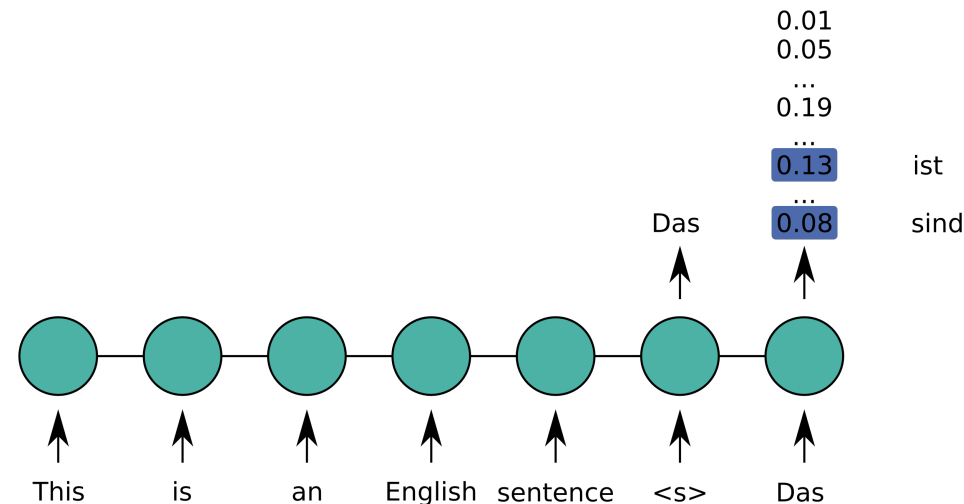 0.01
0.05
...
0.19
...
0.13 ist
...
Das 0.08 sind
This is an English sentence <s> Das